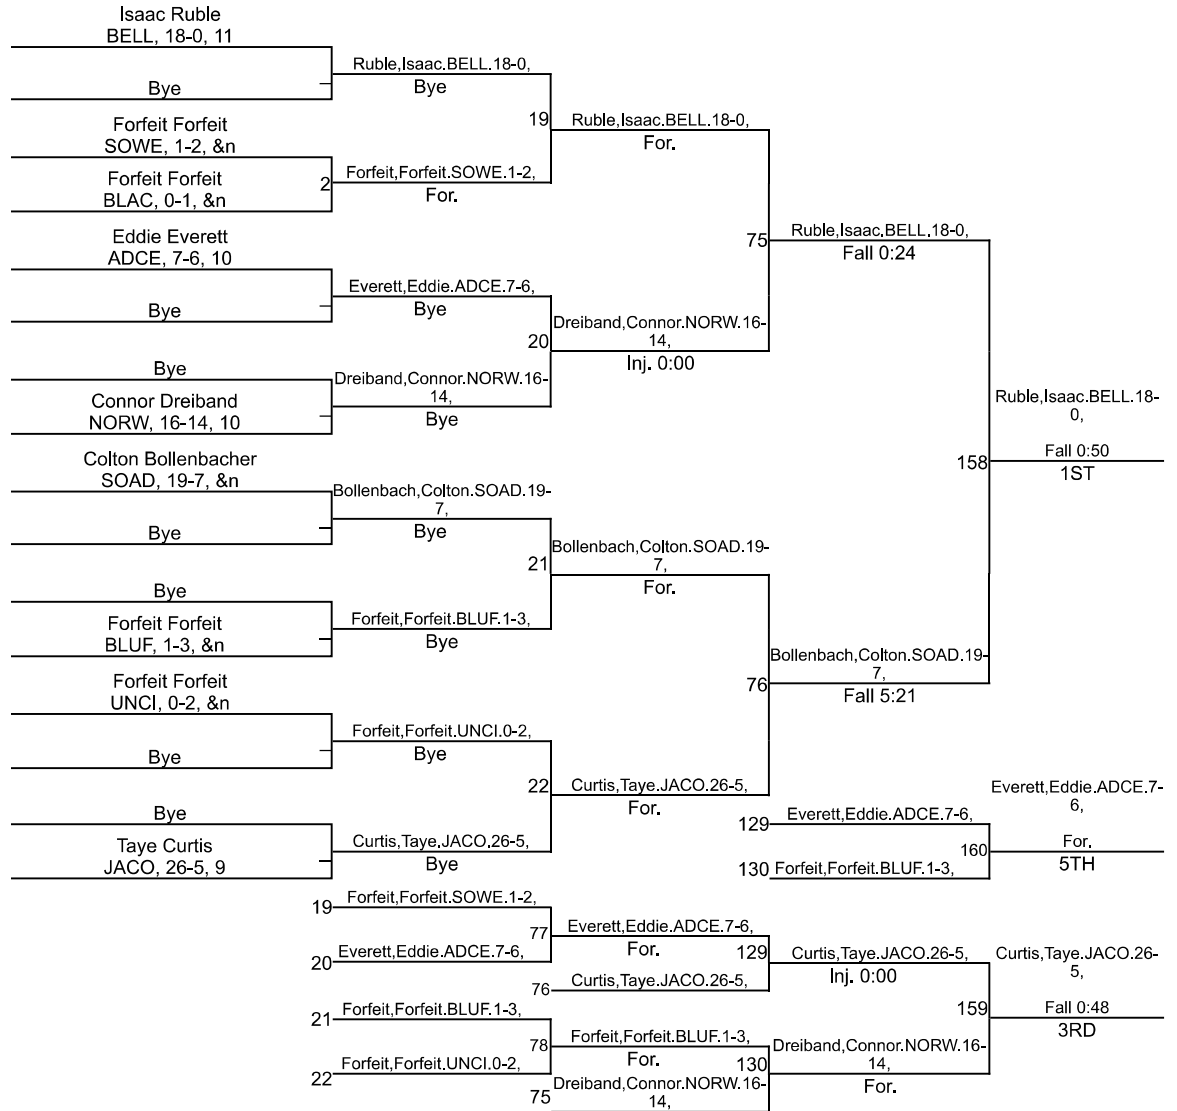 Isaac Ruble
BELL, 18-0, 11
Bye
Forfeit Forfeit
SOWE, 1-2, &n
Forfeit Forfeit
BLAC, 0-1, &n
Eddie Everett
ADCE, 7-6, 10
Bye
Bye
Connor Dreiband
NORW, 16-14, 10
Colton Bollenbacher
SOAD, 19-7, &n
Bye
Bye
Forfeit Forfeit
BLUF, 1-3, &n
Forfeit Forfeit
UNCI, 0-2, &n
Bye
Bye
Taye Curtis
JACO, 26-5, 9
Ruble,Isaac.BELL.18-0,
Bye
2
Forfeit,Forfeit.SOWE.1-2,
For.
Everett,Eddie.ADCE.7-6,
Bye
Dreiband,Connor.NORW.16-
14,
Bye
Bollenbach,Colton.SOAD.19-
7,
Bye
Forfeit,Forfeit.BLUF.1-3,
Bye
Forfeit,Forfeit.UNCI.0-2,
Bye
Curtis,Taye.JACO.26-5,
Bye
19
Ruble,Isaac.BELL.18-0,
For.
20
Dreiband,Connor.NORW.16-
14,
Inj. 0:00
21
Bollenbach,Colton.SOAD.19-
7,
For.
22
Curtis,Taye.JACO.26-5,
For.
75
Ruble,Isaac.BELL.18-0,
Fall 0:24
76
Bollenbach,Colton.SOAD.19-
7,
Fall 5:21
158
Ruble,Isaac.BELL.18-
0,
Fall 0:50
1ST
129
Everett,Eddie.ADCE.7-6,
130
Forfeit,Forfeit.BLUF.1-3,
160
Everett,Eddie.ADCE.7-
6,
For.
5TH
19
Forfeit,Forfeit.SOWE.1-2,
20
Everett,Eddie.ADCE.7-6,
21
Forfeit,Forfeit.BLUF.1-3,
22
Forfeit,Forfeit.UNCI.0-2,
77
Everett,Eddie.ADCE.7-6,
For.
76
Curtis,Taye.JACO.26-5,
78
Forfeit,Forfeit.BLUF.1-3,
For.
75
Dreiband,Connor.NORW.16-
14,
129
Curtis,Taye.JACO.26-5,
Inj. 0:00
130
Dreiband,Connor.NORW.16-
14,
For.
159
Curtis,Taye.JACO.26-
5,
Fall 0:48
3RD